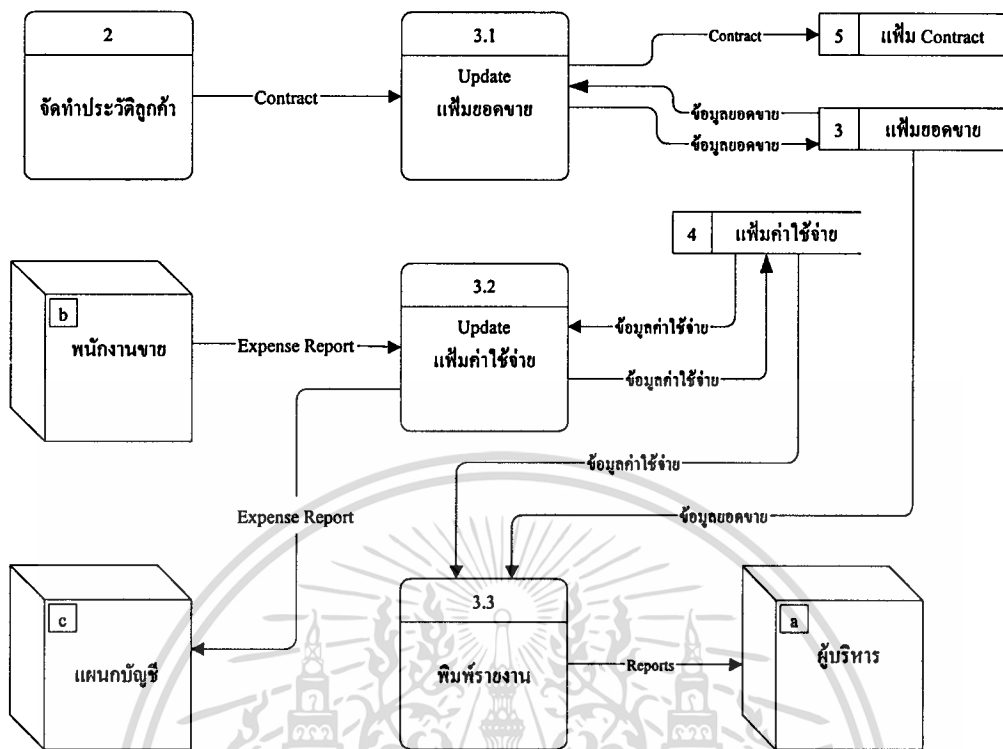 2
จัดทำประวัติลูกค้า
Contract
3.1
Update
แฟ้มยอดขาย
Contract
5 แฟ้ม Contract
ข้อมูลยอดขาย
ข้อมูลยอดขาย
3 แฟ้มยอดขาย
4 แฟ้มค่าใช้จ่าย
b
พนักงานขาย
Expense Report
3.2
Update
แฟ้มค่าใช้จ่าย
ข้อมูลค่าใช้จ่าย
ข้อมูลค่าใช้จ่าย
ข้อมูลค่าใช้จ่าย
Expense Report
ข้อมูลยอดขาย
c
แผนกบัญชี
3.3
พิมพ์รายงาน
Reports
a
ผู้บริหาร